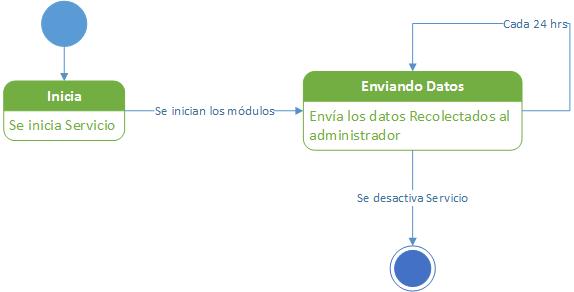 Cada 24 hrs
Inicia
Se inicia Servicio
Se inician los módulos
Enviando Datos
Envía los datos Recolectados al
administrador
Se desactiva Servicio